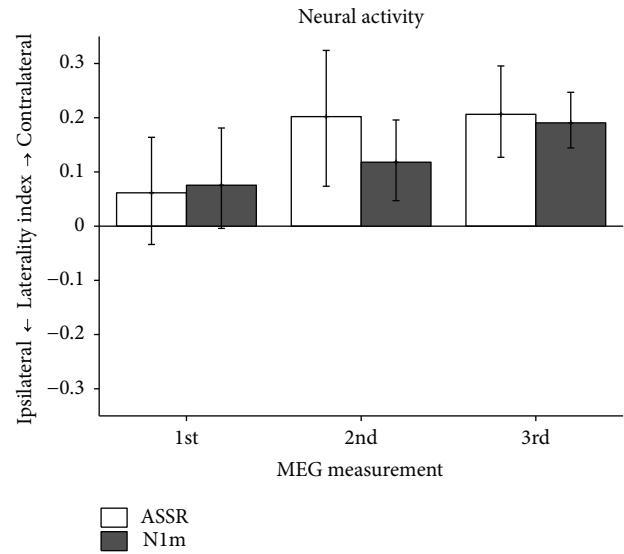 Neural activity
Ipsilateral ← Laterality index → Contralateral
0.3
0.2
0.1
0
−0.1
−0.2
−0.3
1st 2nd 3rd
MEG measurement
ASSR
N1m